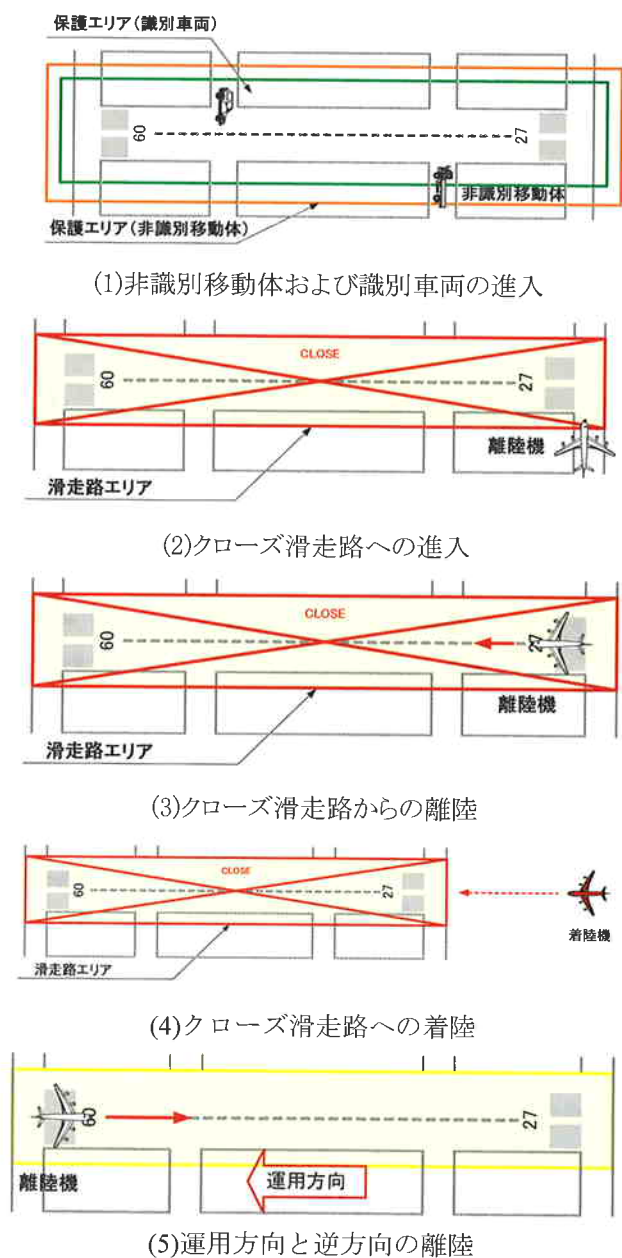 保護エリア(識別車両)
09
27
非識別移動体
保護エリア(非識別移動体)
(1)非識別移動体および識別車両の進入
CLOSE
09
27
離陸機
滑走路エリア
(2)クローズ滑走路への進入
CLOSE
09
27
離陸機
滑走路エリア
(3)クローズ滑走路からの離陸
CLOSE
09
27
着陸機
滑走路エリア
(4)クローズ滑走路への着陸
09
27
離陸機
運用方向
(5)運用方向と逆方向の離陸